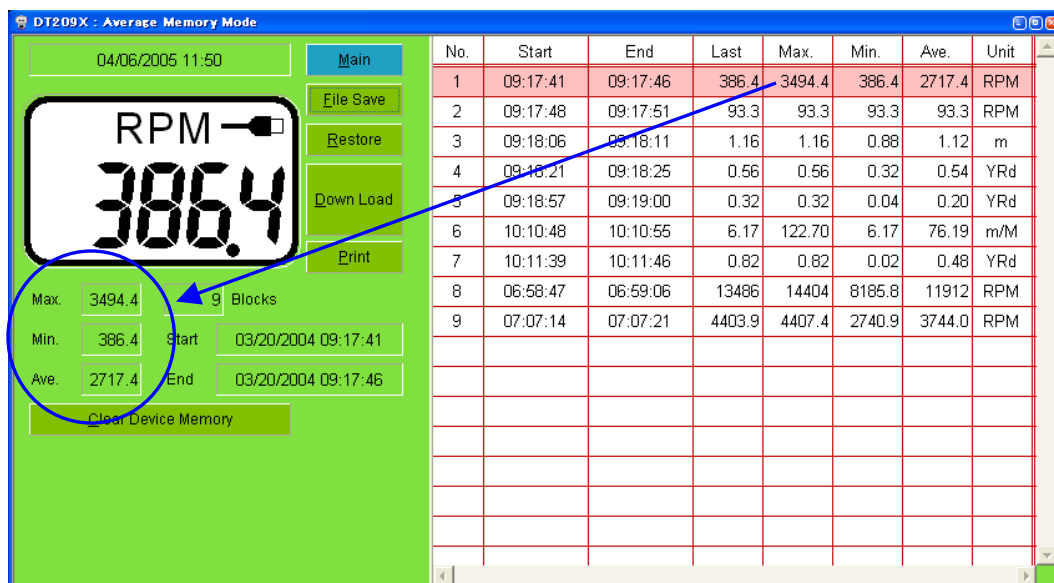 DT209X : Average Memory Mode
04/06/2005 11:50
Main
File Save
RPM
Restore
386.4
Down Load
Print
Max. 3494.4 9 Blocks
Min. 386.4 Start 03/20/2004 09:17:41
Ave. 2717.4 End 03/20/2004 09:17:46
Clear Device Memory
No. Start End Last Max. Min. Ave. Unit
1 09:17:41 09:17:46 386.4 3494.4 386.4 2717.4 RPM
2 09:17:48 09:17:51 93.3 93.3 93.3 93.3 RPM
3 09:18:06 09:18:11 1.16 1.16 0.88 1.12 m
4 09:18:21 09:18:25 0.56 0.56 0.32 0.54 YRd
5 09:18:57 09:19:00 0.32 0.32 0.04 0.20 YRd
6 10:10:48 10:10:55 6.17 122.70 6.17 76.19 m/M
7 10:11:39 10:11:46 0.82 0.82 0.02 0.48 YRd
8 06:58:47 06:59:06 13486 14404 8185.8 11912 RPM
9 07:07:14 07:07:21 4403.9 4407.4 2740.9 3744.0 RPM